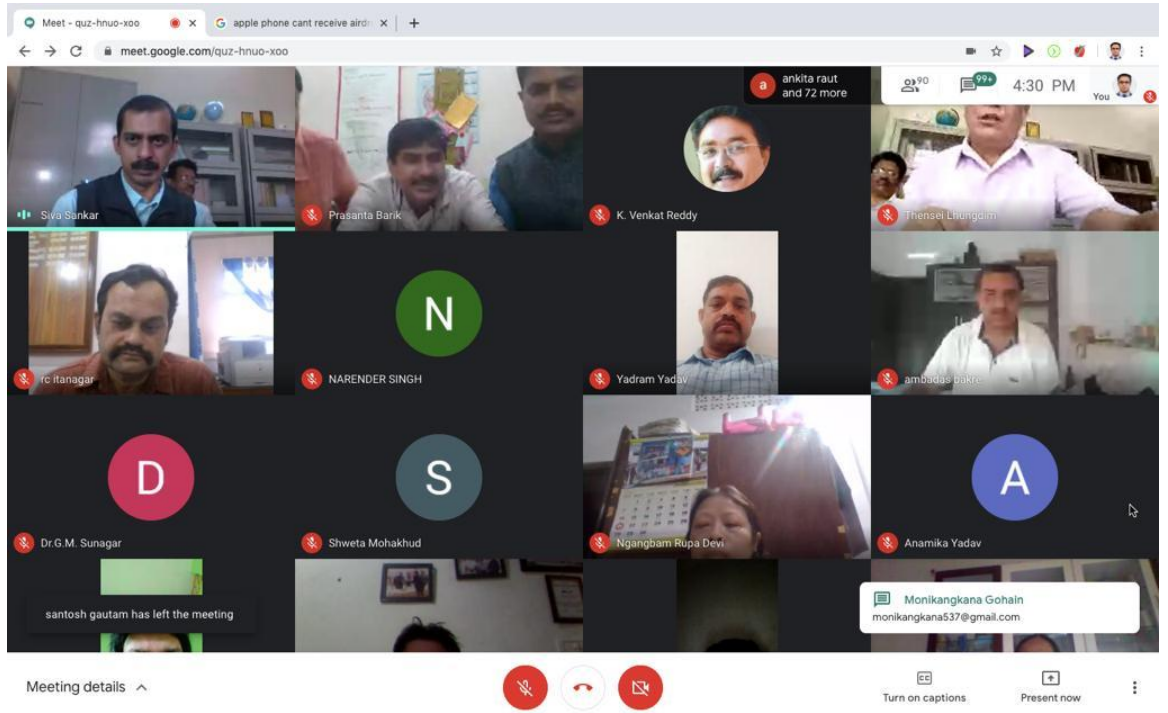 Meet - quz-hnuo-xoo
apple phone cant receive airdr
meet.google.com/quz-hnuo-xoo
a
ankita raut
and 72 more
90
99+
4:30 PM
You
Siva Sankar
Prasanta Barik
K. Venkat Reddy
Thensei Lhungdim
rc itanagar
N
NARENDER SINGH
Yadram Yadav
ambadas bakre
D
Dr.G.M. Sunagar
S
Shweta Mohakhud
Ngangbam Rupa Devi
A
Anamika Yadav
santosh gautam has left the meeting
Monikangkana Gohain
monikangkana537@gmail.com
Meeting details
CC
Turn on captions
Present now